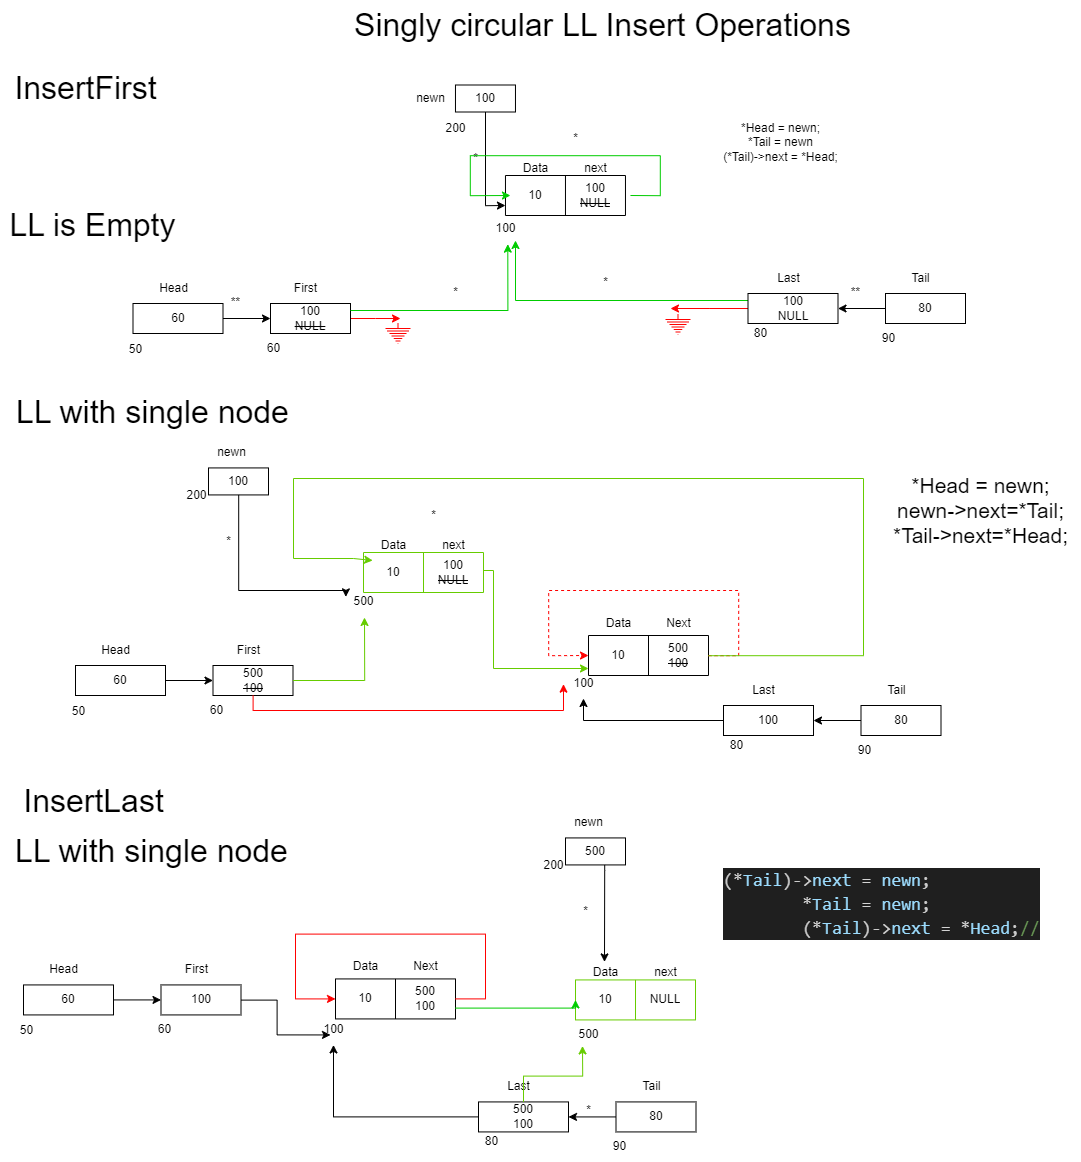 Singly circular LL Insert Operations
InsertFirst
newn
100
200
*
*
*Head = newn;
*Tail = newn
(*Tail)->next = *Head;
Data next
10
100
NULL
100
LL is Empty
Head
60
50
**
First
100
NULL
60
*
*
Last
100
NULL
80
**
Tail
80
90
LL with single node
newn
100
200
*
*
*Head = newn;
newn->next=*Tail;
*Tail->next=*Head;
Data next
10
100
NULL
500
Data Next
10
500
100
100
Head
60
50
First
500
100
60
Last
100
80
Tail
80
90
InsertLast
LL with single node
newn
500
200
*
(*Tail)->next = newn;
*Tail = newn;
(*Tail)->next = *Head;//
Head
60
50
First
100
60
Data Next
10
500
100
100
Data next
10
NULL
500
Last
500
100
80
*
Tail
80
90